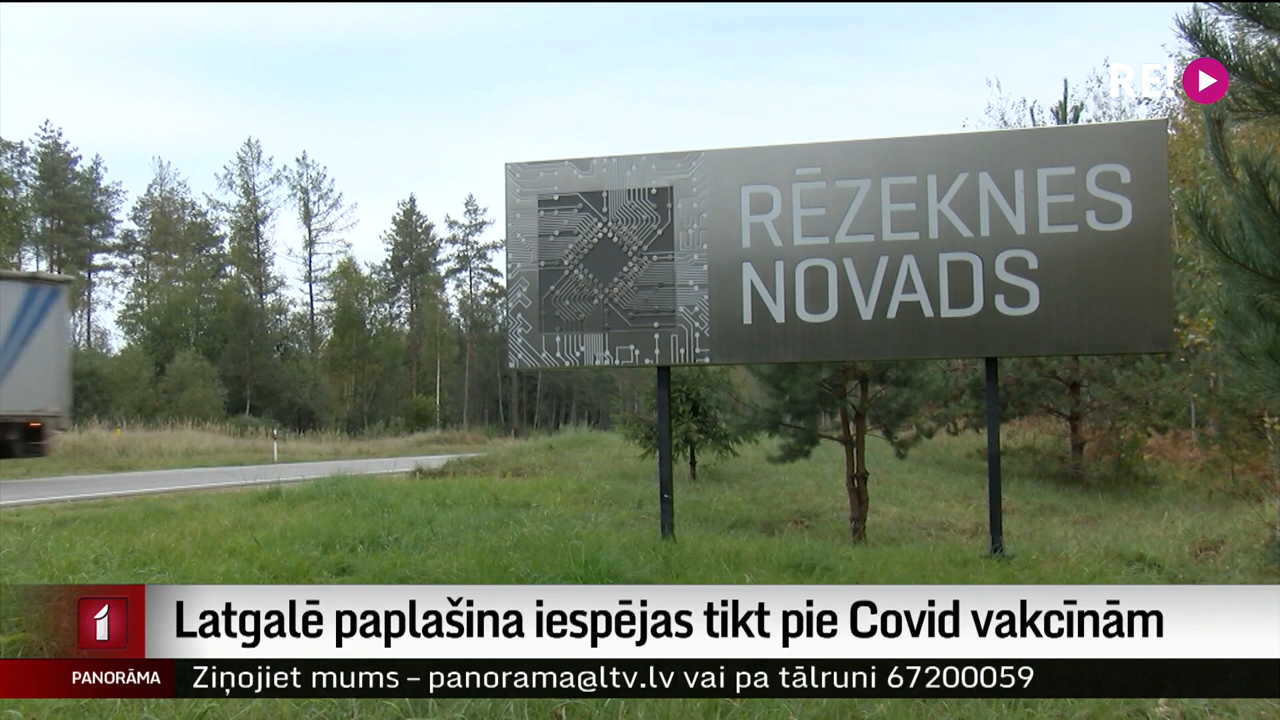 RE!
RĒZEKNES
NOVADS
1
Latgalē paplašina iespējas tikt pie Covid vakcīnām
PANORĀMA
Ziņojiet mums – panorama@ltv.lv vai pa tālruni 67200059